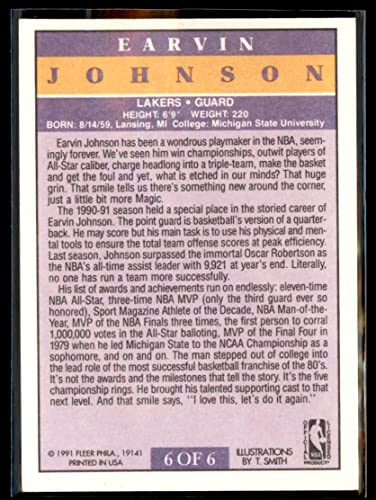 EARVIN
JOHNSON
LAKERS • GUARD
HEIGHT: 6'9" WEIGHT: 220
BORN: 8/14/59, Lansing, MI College: Michigan State University
Earvin Johnson has been a wondrous playmaker in the NBA, seem-
ingly forever. We've seen him win championships, outwit players of
All-Star caliber, charge headlong into a triple-team, make the basket
and get the foul and yet, what is etched in our minds? That huge
grin. That smile tells us there's something new around the corner,
just a little bit more Magic.
The 1990-91 season held a special place in the storied career of
Earvin Johnson. The point guard is basketball's version of a quarter-
back. He may score but his main task is to use his physical and men-
tal tools to ensure the total team offense scores at peak efficiency.
Last season, Johnson surpassed the immortal Oscar Robertson as
the NBA's all-time assist leader with 9,921 at year's end. Literally,
no one has run a team more successfully.
His list of awards and achievements run on endlessly: eleven-time
NBA All-Star, three-time NBA MVP (only the third guard ever so
honored), Sport Magazine Athlete of the Decade, NBA Man-of-the-
Year, MVP of the NBA Finals three times, the first person to corral
1,000,000 votes in the All-Star balloting, MVP of the Final Four in
1979 when he led Michigan State to the NCAA Championship as a
sophomore, and on and on. The man stepped out of college into
the lead role of the most successful basketball franchise of the 80's.
It's not the awards and milestones that tell the story. It's the five
championship rings. He brought his talented supporting cast to that
next level. And that smile says, "I love this, let's do it again."
© 1991 FLEER PHILA., 19141
PRINTED IN USA
6 OF 6
ILLUSTRATIONS
BY T. SMITH
NBA
PRODUCT